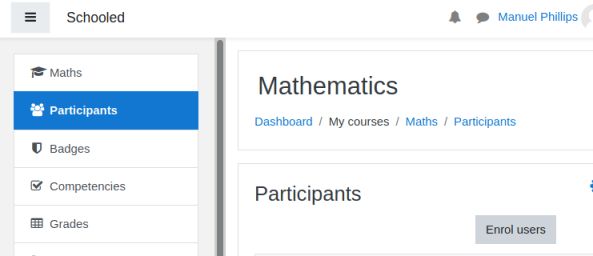 Schooled
Manuel Phillips
Maths
Participants
Badges
Competencies
Grades
Mathematics
Dashboard / My courses / Maths / Participants
Participants
Enrol users